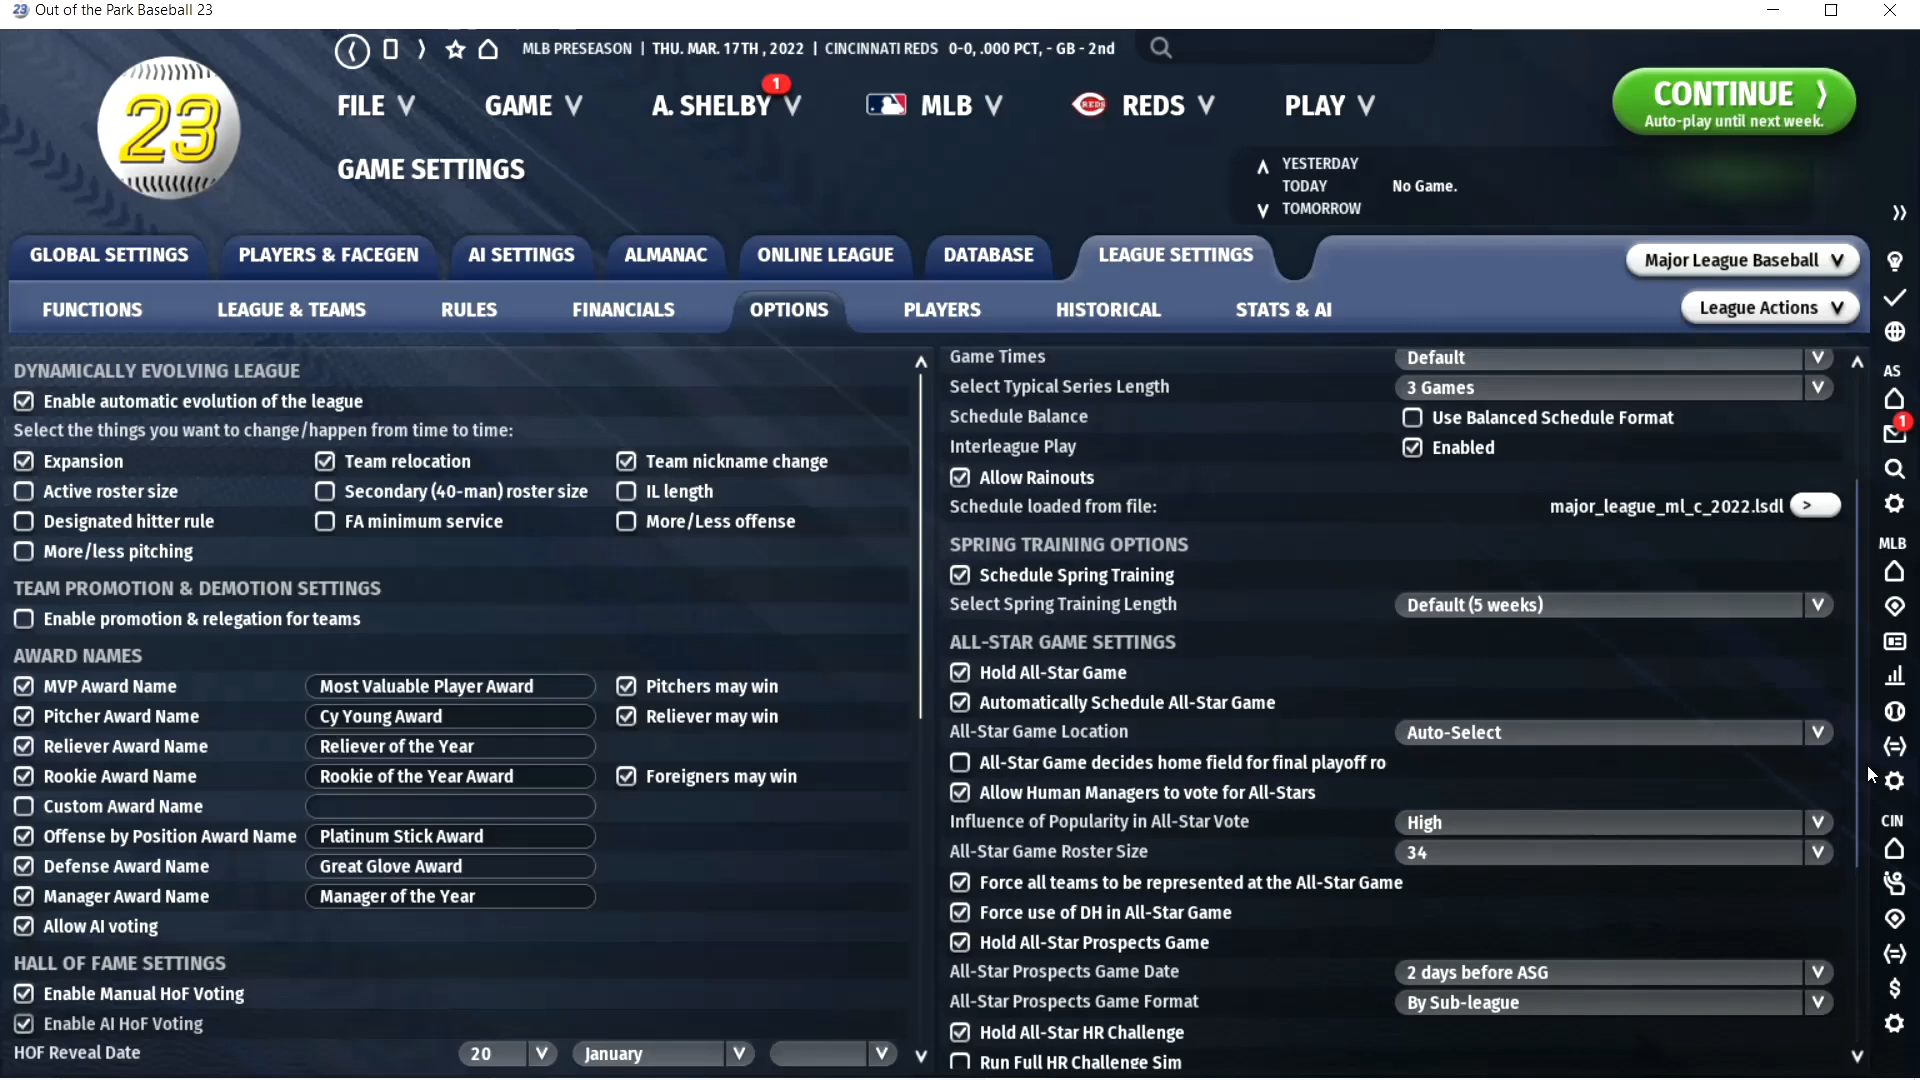 23 Out of the Park Baseball 23
MLB PRESEASON | THU. MAR. 17TH , 2022 | CINCINNATI REDS 0-0, .000 PCT, - GB - 2nd
23
FILE GAME A. SHELBY 1 MLB REDS REDS PLAY
CONTINUE
Auto-play until next week.
GAME SETTINGS
YESTERDAY
TODAY
TOMORROW
No Game.
GLOBAL SETTINGS PLAYERS & FACEGEN AI SETTINGS ALMANAC ONLINE LEAGUE DATABASE LEAGUE SETTINGS Major League Baseball
FUNCTIONS LEAGUE & TEAMS RULES FINANCIALS OPTIONS PLAYERS HISTORICAL STATS & AI League Actions
DYNAMICALLY EVOLVING LEAGUE
Enable automatic evolution of the league
Select the things you want to change/happen from time to time:
Expansion Team relocation Team nickname change
Active roster size Secondary (40-man) roster size IL length
Designated hitter rule FA minimum service More/Less offense
More/less pitching
TEAM PROMOTION & DEMOTION SETTINGS
Enable promotion & relegation for teams
AWARD NAMES
MVP Award Name Most Valuable Player Award Pitchers may win
Pitcher Award Name Cy Young Award Reliever may win
Reliever Award Name Reliever of the Year
Rookie Award Name Rookie of the Year Award Foreigners may win
Custom Award Name
Offense by Position Award Name Platinum Stick Award
Defense Award Name Great Glove Award
Manager Award Name Manager of the Year
Allow AI voting
HALL OF FAME SETTINGS
Enable Manual HoF Voting
Enable AI HoF Voting
HOF Reveal Date 20 January
Game Times Default
Select Typical Series Length 3 Games
Schedule Balance Use Balanced Schedule Format
Interleague Play Enabled
Allow Rainouts
Schedule loaded from file: major_league_ml_c_2022.lsdl >
SPRING TRAINING OPTIONS
Schedule Spring Training
Select Spring Training Length Default (5 weeks)
ALL-STAR GAME SETTINGS
Hold All-Star Game
Automatically Schedule All-Star Game
All-Star Game Location Auto-Select
All-Star Game decides home field for final playoff ro
Allow Human Managers to vote for All-Stars
Influence of Popularity in All-Star Vote High
All-Star Game Roster Size 34
Force all teams to be represented at the All-Star Game
Force use of DH in All-Star Game
Hold All-Star Prospects Game
All-Star Prospects Game Date 2 days before ASG
All-Star Prospects Game Format By Sub-league
Hold All-Star HR Challenge
Run Full HR Challenge Sim
AS
1
MLB
CIN
$